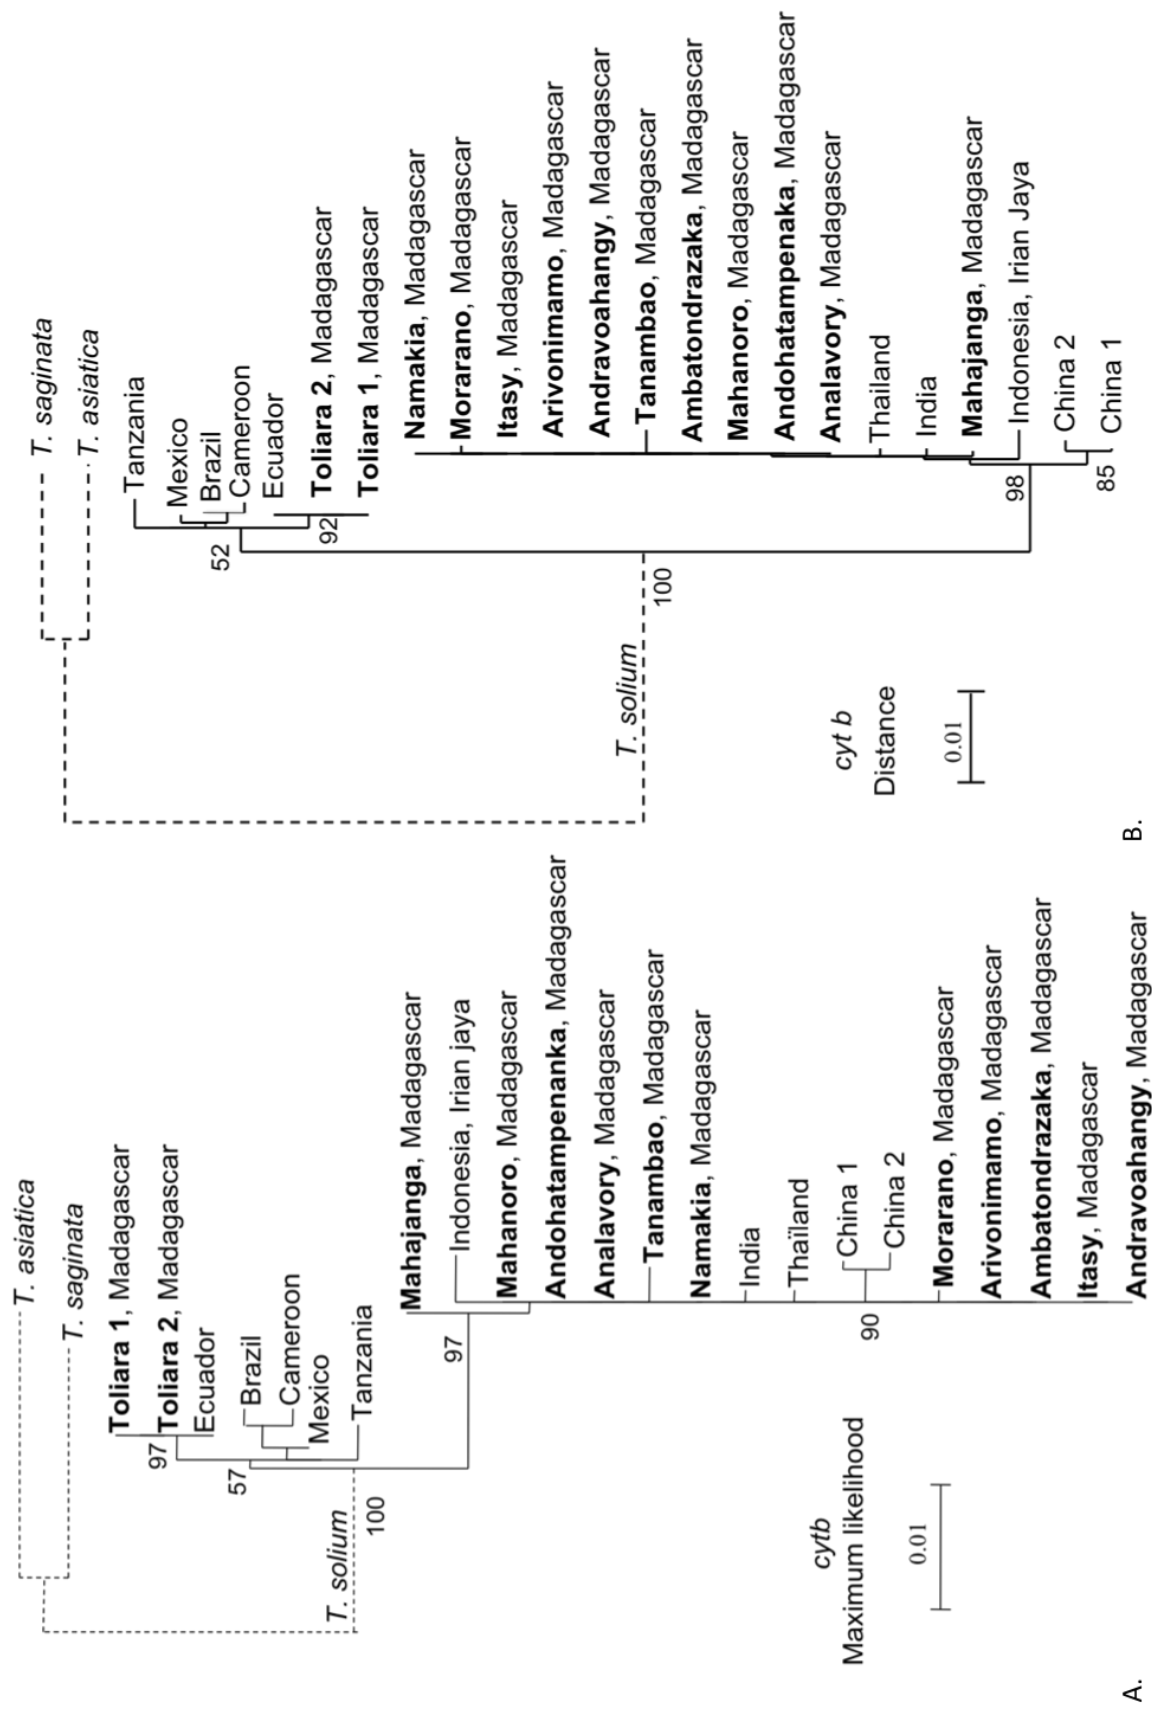 T. asiatica
T. saginata
Toliara 1, Madagascar
97
Toliara 2, Madagascar
Ecuador
57
Brazil
Cameroon
Mexico
T. solium
Tanzania
100
Mahajanga, Madagascar
97
Indonesia, Irian jaya
Mahanoro, Madagascar
Andohatampenanka, Madagascar
Analavory, Madagascar
Tanambao, Madagascar
Namakia, Madagascar
India
Thaïland
China 1
90
China 2
Morarano, Madagascar
Arivonimamo, Madagascar
Ambatondrazaka, Madagascar
Itasy, Madagascar
Andravoahangy, Madagascar
cytb
Maximum likelihood
0.01
A.
T. saginata
T. asiatica
Tanzania
Mexico
Brazil
52
Cameroon
Ecuador
Toliara 2, Madagascar
92
Toliara 1, Madagascar
Namakia, Madagascar
Morarano, Madagascar
Itasy, Madagascar
Arivonimamo, Madagascar
Andravoahangy, Madagascar
T. solium
Tanambao, Madagascar
100
Ambatondrazaka, Madagascar
Mahanoro, Madagascar
Andohatampenaka, Madagascar
Analavory, Madagascar
Thailand
India
Mahajanga, Madagascar
98
Indonesia, Irian Jaya
China 2
85
China 1
cyt b
Distance
0.01
B.